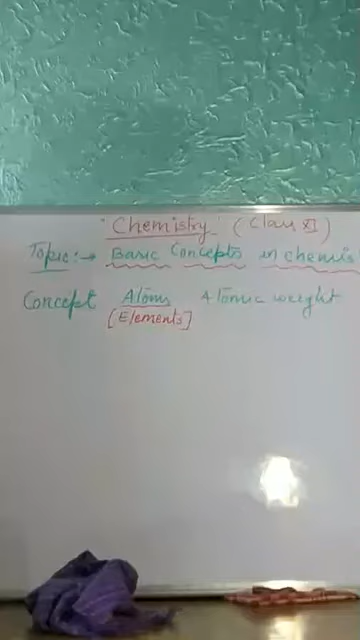 "Chemistry" (Class XI)
Topic:→ Basic Concepts in chemis
Concept Atoms Atomic weight
[Elements]